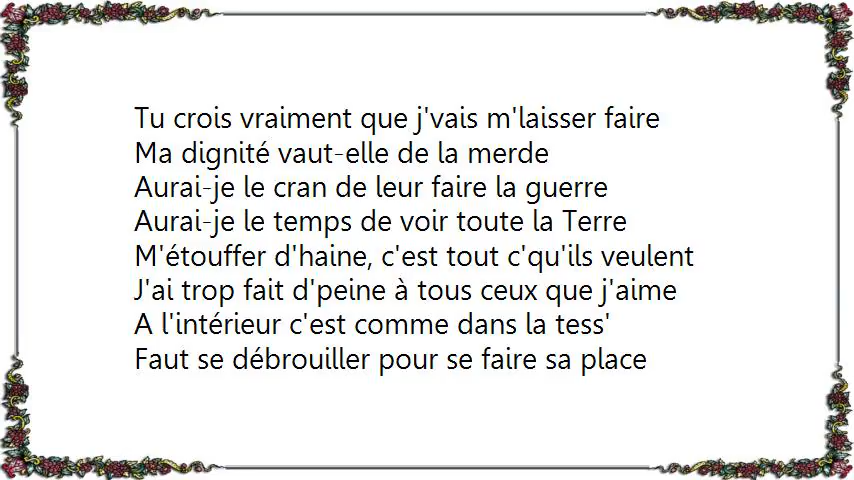 Tu crois vraiment que j'vais m'laisser faire
Ma dignité vaut-elle de la merde
Aurai-je le cran de leur faire la guerre
Aurai-je le temps de voir toute la Terre
M'étouffer d'haine, c'est tout c'qu'ils veulent
J'ai trop fait d'peine à tous ceux que j'aime
A l'intérieur c'est comme dans la tess'
Faut se débrouiller pour se faire sa place